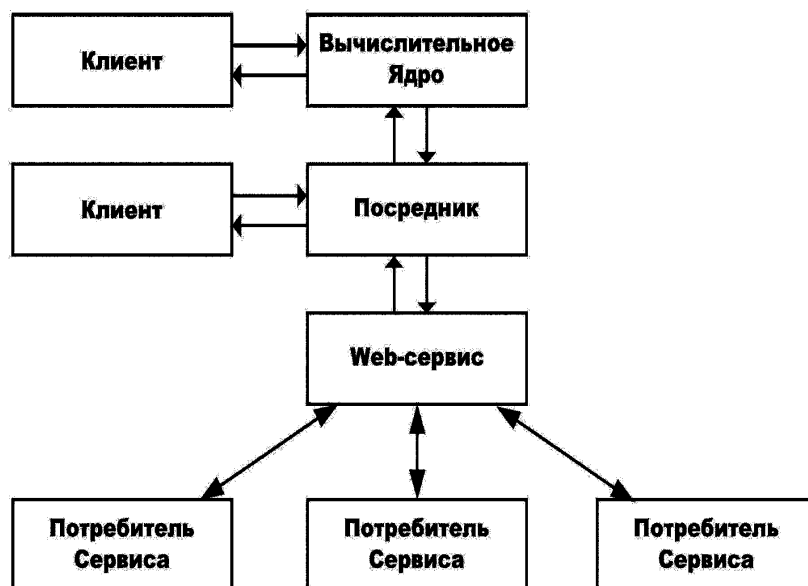 Клиент
Вычислительное
Ядро
Клиент
Посредник
Web-сервис
Потребитель
Сервиса
Потребитель
Сервиса
Потребитель
Сервиса